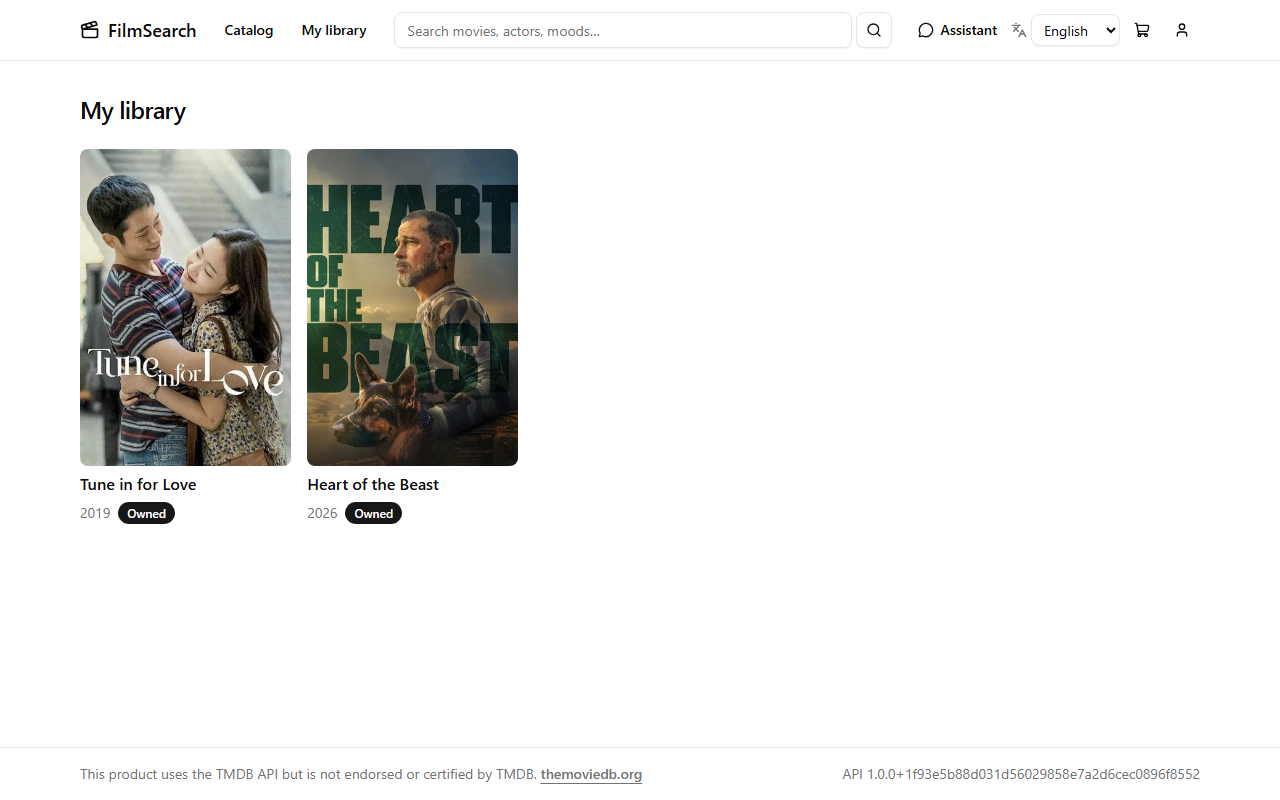 FilmSearch
Catalog
My library
Search movies, actors, moods...
Assistant
English
My library
Tune in for Love
HEART
OF
THE
BEAST
Tune in for Love
2019 Owned
Heart of the Beast
2026 Owned
This product uses the TMDB API but is not endorsed or certified by TMDB. themoviedb.org
API 1.0.0+1f93e5b88d031d56029858e7a2d6cec0896f8552